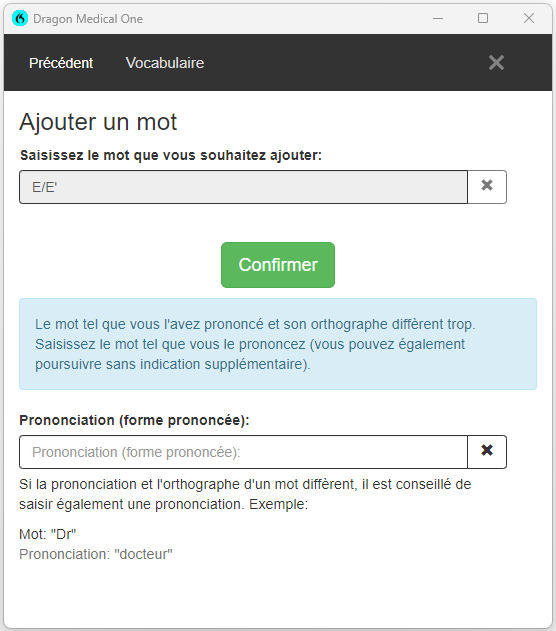 Dragon Medical One
Précédent Vocabulaire
Ajouter un mot
Saisissez le mot que vous souhaitez ajouter:
E/E'
Confirmer
Le mot tel que vous l'avez prononcé et son orthographe diffèrent trop.
Saisissez le mot tel que vous le prononcez (vous pouvez également
poursuivre sans indication supplémentaire).
Prononciation (forme prononcée):
Prononciation (forme prononcée):
Si la prononciation et l'orthographe d'un mot diffèrent, il est conseillé de
saisir également une prononciation. Exemple:
Mot: "Dr"
Prononciation: "docteur"